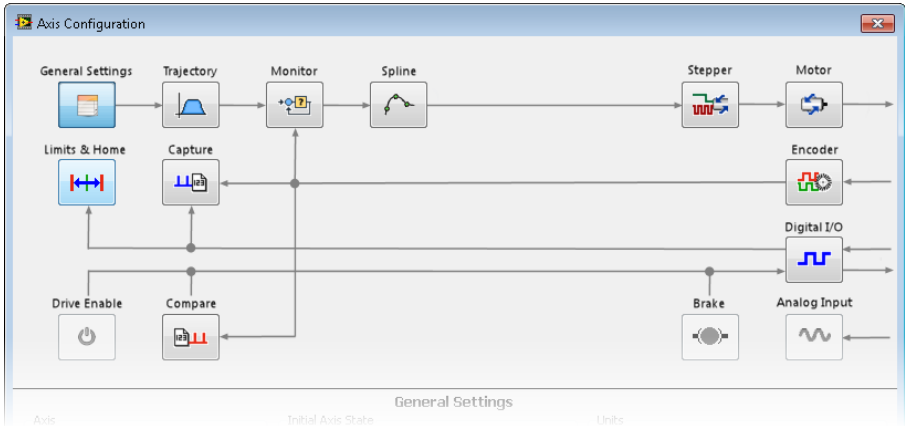 Axis Configuration
General Settings Trajectory Monitor Spline Stepper Motor
Limits & Home Capture Encoder
Digital I/O
Drive Enable Compare Brake Analog Input
General Settings
Axis Initial Axis State Units